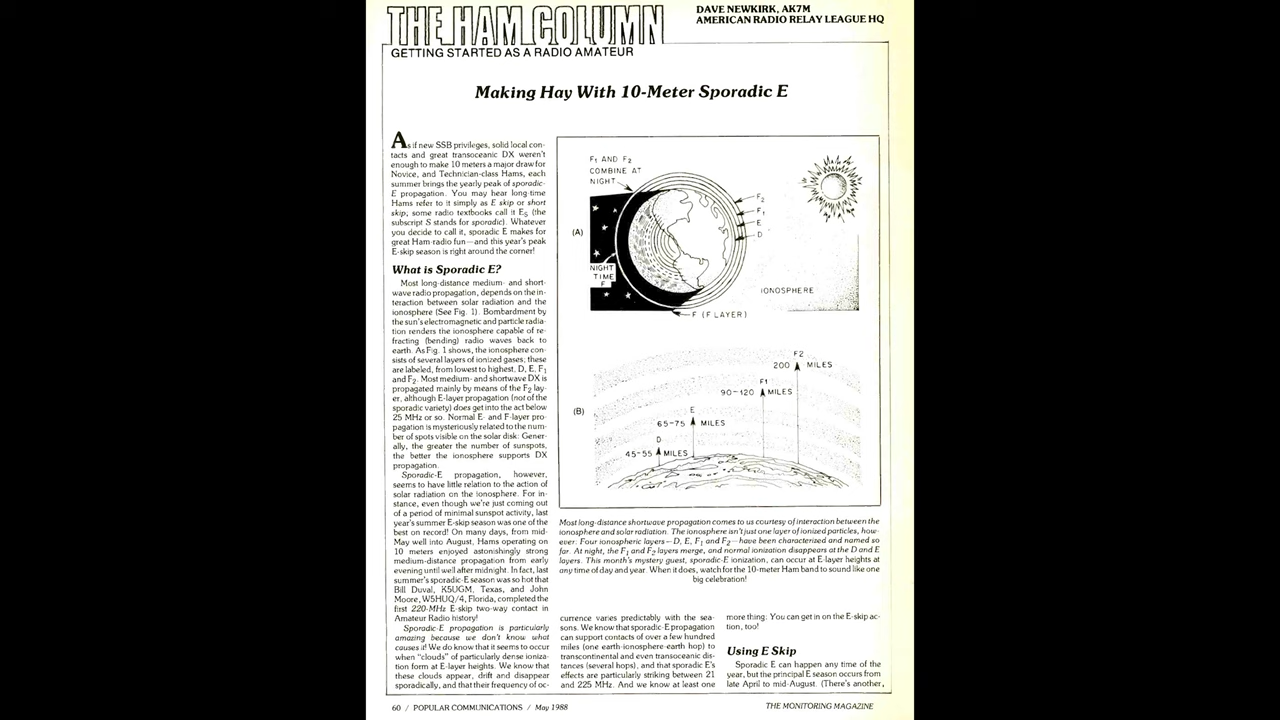 THE HAM COLUMN
GETTING STARTED AS A RADIO AMATEUR
DAVE NEWKIRK, AK7M
AMERICAN RADIO RELAY LEAGUE HQ
Making Hay With 10-Meter Sporadic E
As if new SSB privileges, solid local con-
tacts and great transoceanic DX weren't
enough to make 10 meters a major draw for
Novice, and Technician-class Hams, each
summer brings the yearly peak of sporadic-
E propagation. You may hear long-time
Hams refer to it simply as E skip or short
skip; some radio textbooks call it ES (the
subscript S stands for sporadic). Whatever
you decide to call it, sporadic E makes for
great Ham-radio fun—and this year's peak
E-skip season is right around the corner!
What is Sporadic E?
Most long-distance medium- and short-
wave radio propagation, depends on the in-
teraction between solar radiation and the
ionosphere (See Fig. 1). Bombardment by
the sun's electromagnetic and particle radia-
tion renders the ionosphere capable of re-
fracting (bending) radio waves back to
earth. As Fig. 1 shows, the ionosphere con-
sists of several layers of ionized gases; these
are labeled, from lowest to highest, D, E, F1
and F2. Most medium- and shortwave DX is
propagated mainly by means of the F2 lay-
er, although E-layer propagation (not of the
sporadic variety) does get into the act below
25 MHz or so. Normal E- and F-layer pro-
pagation is mysteriously related to the num-
ber of spots visible on the solar disk: Gener-
ally, the greater the number of sunspots,
the better the ionosphere supports DX
propagation.
Sporadic-E propagation, however,
seems to have little relation to the action of
solar radiation on the ionosphere. For in-
stance, even though we're just coming out
of a period of minimal sunspot activity, last
year's summer E-skip season was one of the
best on record! On many days, from mid-
May well into August, Hams operating on
10 meters enjoyed astonishingly strong
medium-distance propagation from early
evening until well after midnight. In fact, last
summer's sporadic-E season was so hot that
Bill Duval, K5UGM, Texas, and John
Moore, W5HUQ/4, Florida, completed the
first 220-MHz E-skip two-way contact in
Amateur Radio history!
Sporadic-E propagation is particularly
amazing because we don't know what
causes it! We do know that it seems to occur
when "clouds" of particularly dense ioniza-
tion form at E-layer heights. We know that
these clouds appear, drift and disappear
sporadically, and that their frequency of oc-
F1 AND F2
COMBINE AT
NIGHT
F2
F1
E
D
(A)
NIGHT
TIME
F
IONOSPHERE
F (F LAYER)
F2
200 MILES
F1
90-120 MILES
E
65-75 MILES
(B)
D
45-55 MILES
Most long-distance shortwave propagation comes to us courtesy of interaction between the
ionosphere and solar radiation. The ionosphere isn't just one layer of ionized particles, how-
ever: Four ionospheric layers—D, E, F1 and F2—have been characterized and named so
far. At night, the F1 and F2 layers merge, and normal ionization disappears at the D and E
layers. This month's mystery guest, sporadic-E ionization, can occur at E-layer heights at
any time of day and year. When it does, watch for the 10-meter Ham band to sound like one
big celebration!
currence varies predictably with the sea-
sons. We know that sporadic-E propagation
can support contacts of over a few hundred
miles (one earth-ionosphere-earth hop) to
transcontinental and even transoceanic dis-
tances (several hops), and that sporadic E's
effects are particularly striking between 21
and 225 MHz. And we know at least one
more thing: You can get in on the E-skip ac-
tion, too!
Using E Skip
Sporadic E can happen any time of the
year, but the principal E season occurs from
late April to mid-August. (There's another,
60 / POPULAR COMMUNICATIONS / May 1988
THE MONITORING MAGAZINE